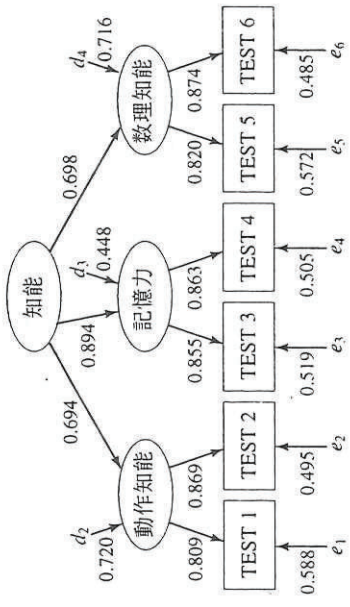 知能
0.694
0.894
0.698
d₂
0.720
d₃
0.448
d₄
0.716
動作知能
記憶力
数理知能
0.809
0.869
0.855
0.863
0.820
0.874
TEST 1
TEST 2
TEST 3
TEST 4
TEST 5
TEST 6
0.588
0.495
0.519
0.505
0.572
0.485
e₁
e₂
e₃
e₄
e₅
e₆